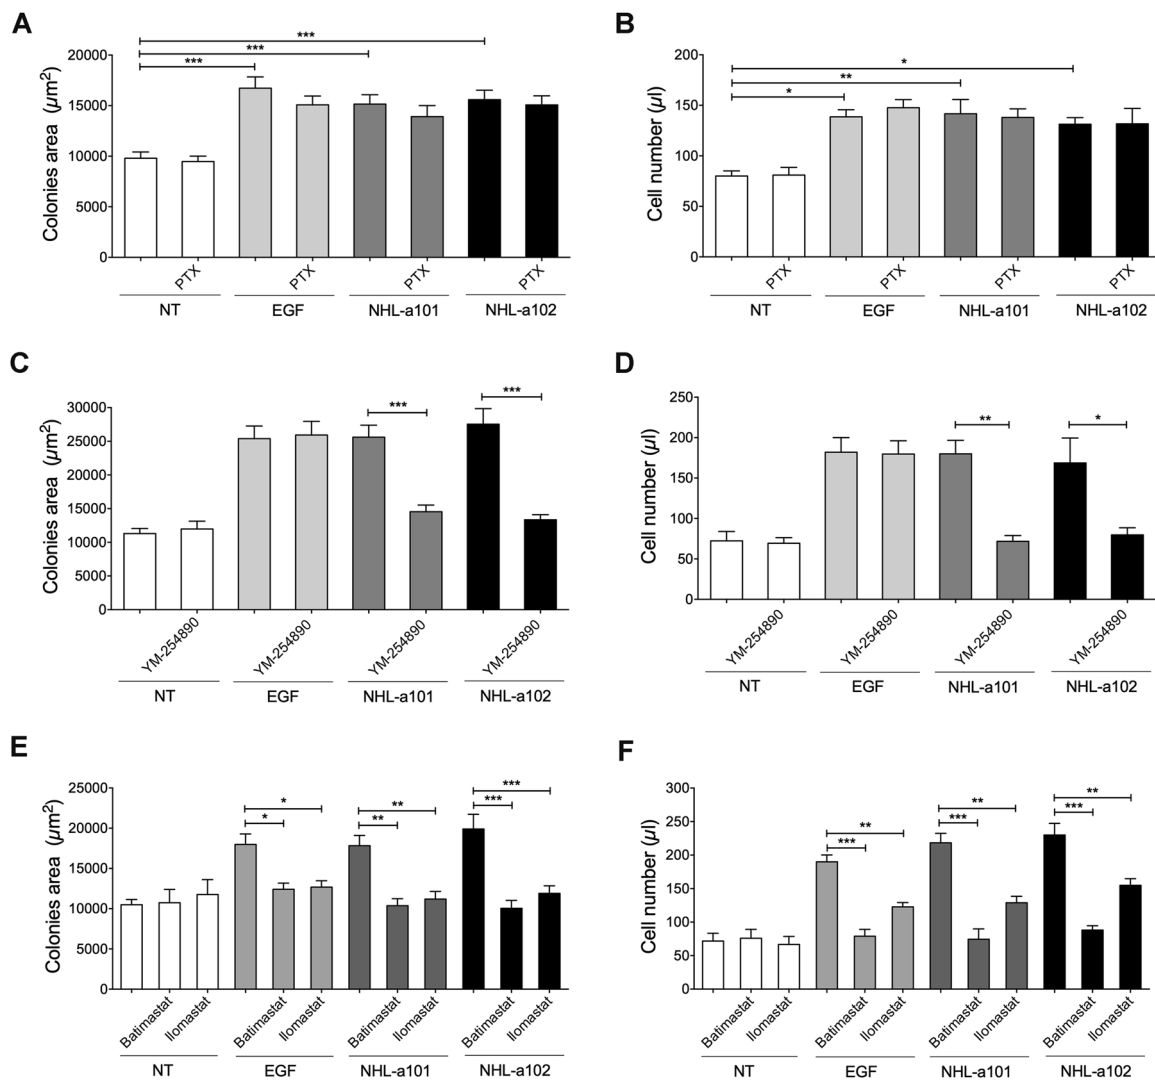 A
Colonies area (µm²)
20000
15000
10000
5000
0
***
***
***
PTX
PTX
PTX
PTX
NT
EGF
NHL-a101
NHL-a102
B
Cell number (µl)
200
150
100
50
0
*
**
*
PTX
PTX
PTX
PTX
NT
EGF
NHL-a101
NHL-a102
C
Colonies area (µm²)
30000
25000
20000
15000
10000
5000
0
***
***
YM-254890
YM-254890
YM-254890
YM-254890
NT
EGF
NHL-a101
NHL-a102
D
Cell number (µl)
250
200
150
100
50
0
**
*
YM-254890
YM-254890
YM-254890
YM-254890
NT
EGF
NHL-a101
NHL-a102
E
Colonies area (µm²)
25000
20000
15000
10000
5000
0
*
*
**
**
***
***
Batimastat
Ilomastat
Batimastat
Ilomastat
Batimastat
Ilomastat
Batimastat
Ilomastat
NT
EGF
NHL-a101
NHL-a102
F
Cell number (µl)
300
250
200
150
100
50
0
**
***
**
***
**
***
Batimastat
Ilomastat
Batimastat
Ilomastat
Batimastat
Ilomastat
Batimastat
Ilomastat
NT
EGF
NHL-a101
NHL-a102